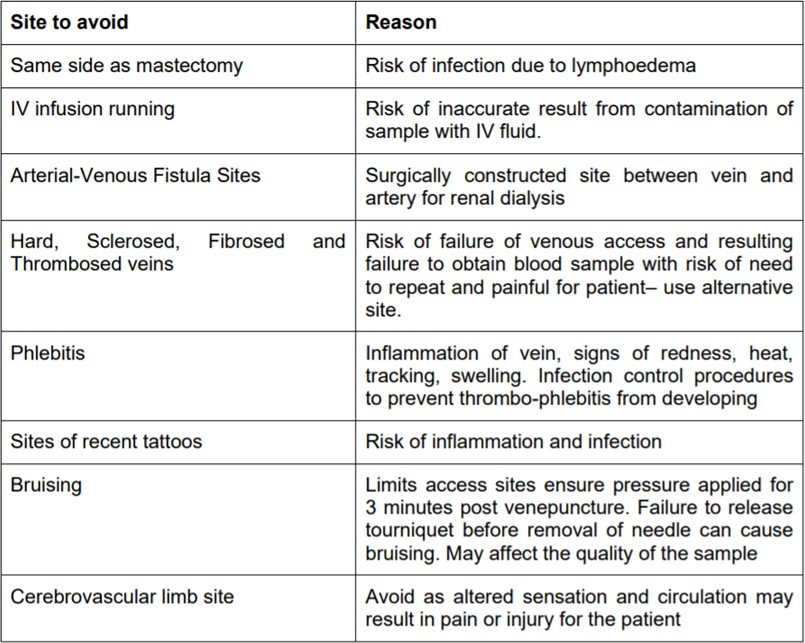 Site to avoid
Reason
Same side as mastectomy
Risk of infection due to lymphoedema
IV infusion running
Risk of inaccurate result from contamination of
sample with IV fluid.
Arterial-Venous Fistula Sites
Surgically constructed site between vein and
artery for renal dialysis
Hard, Sclerosed, Fibrosed and
Thrombosed veins
Risk of failure of venous access and resulting
failure to obtain blood sample with risk of need
to repeat and painful for patient– use alternative
site.
Phlebitis
Inflammation of vein, signs of redness, heat,
tracking, swelling. Infection control procedures
to prevent thrombo-phlebitis from developing
Sites of recent tattoos
Risk of inflammation and infection
Bruising
Limits access sites ensure pressure applied for
3 minutes post venepuncture. Failure to release
tourniquet before removal of needle can cause
bruising. May affect the quality of the sample
Cerebrovascular limb site
Avoid as altered sensation and circulation may
result in pain or injury for the patient